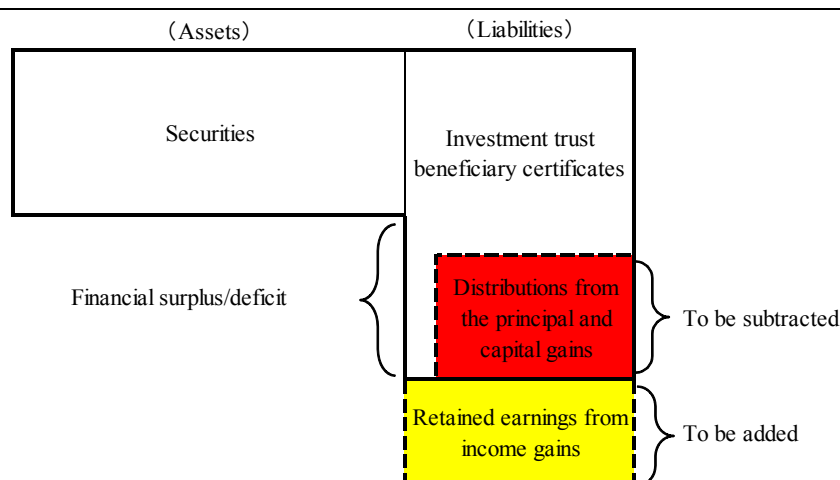 （Assets）
（Liabilities）
Securities
Investment trust
beneficiary certificates
Financial surplus/deficit
Distributions from
the principal and
capital gains
To be subtracted
Retained earnings from
income gains
To be added